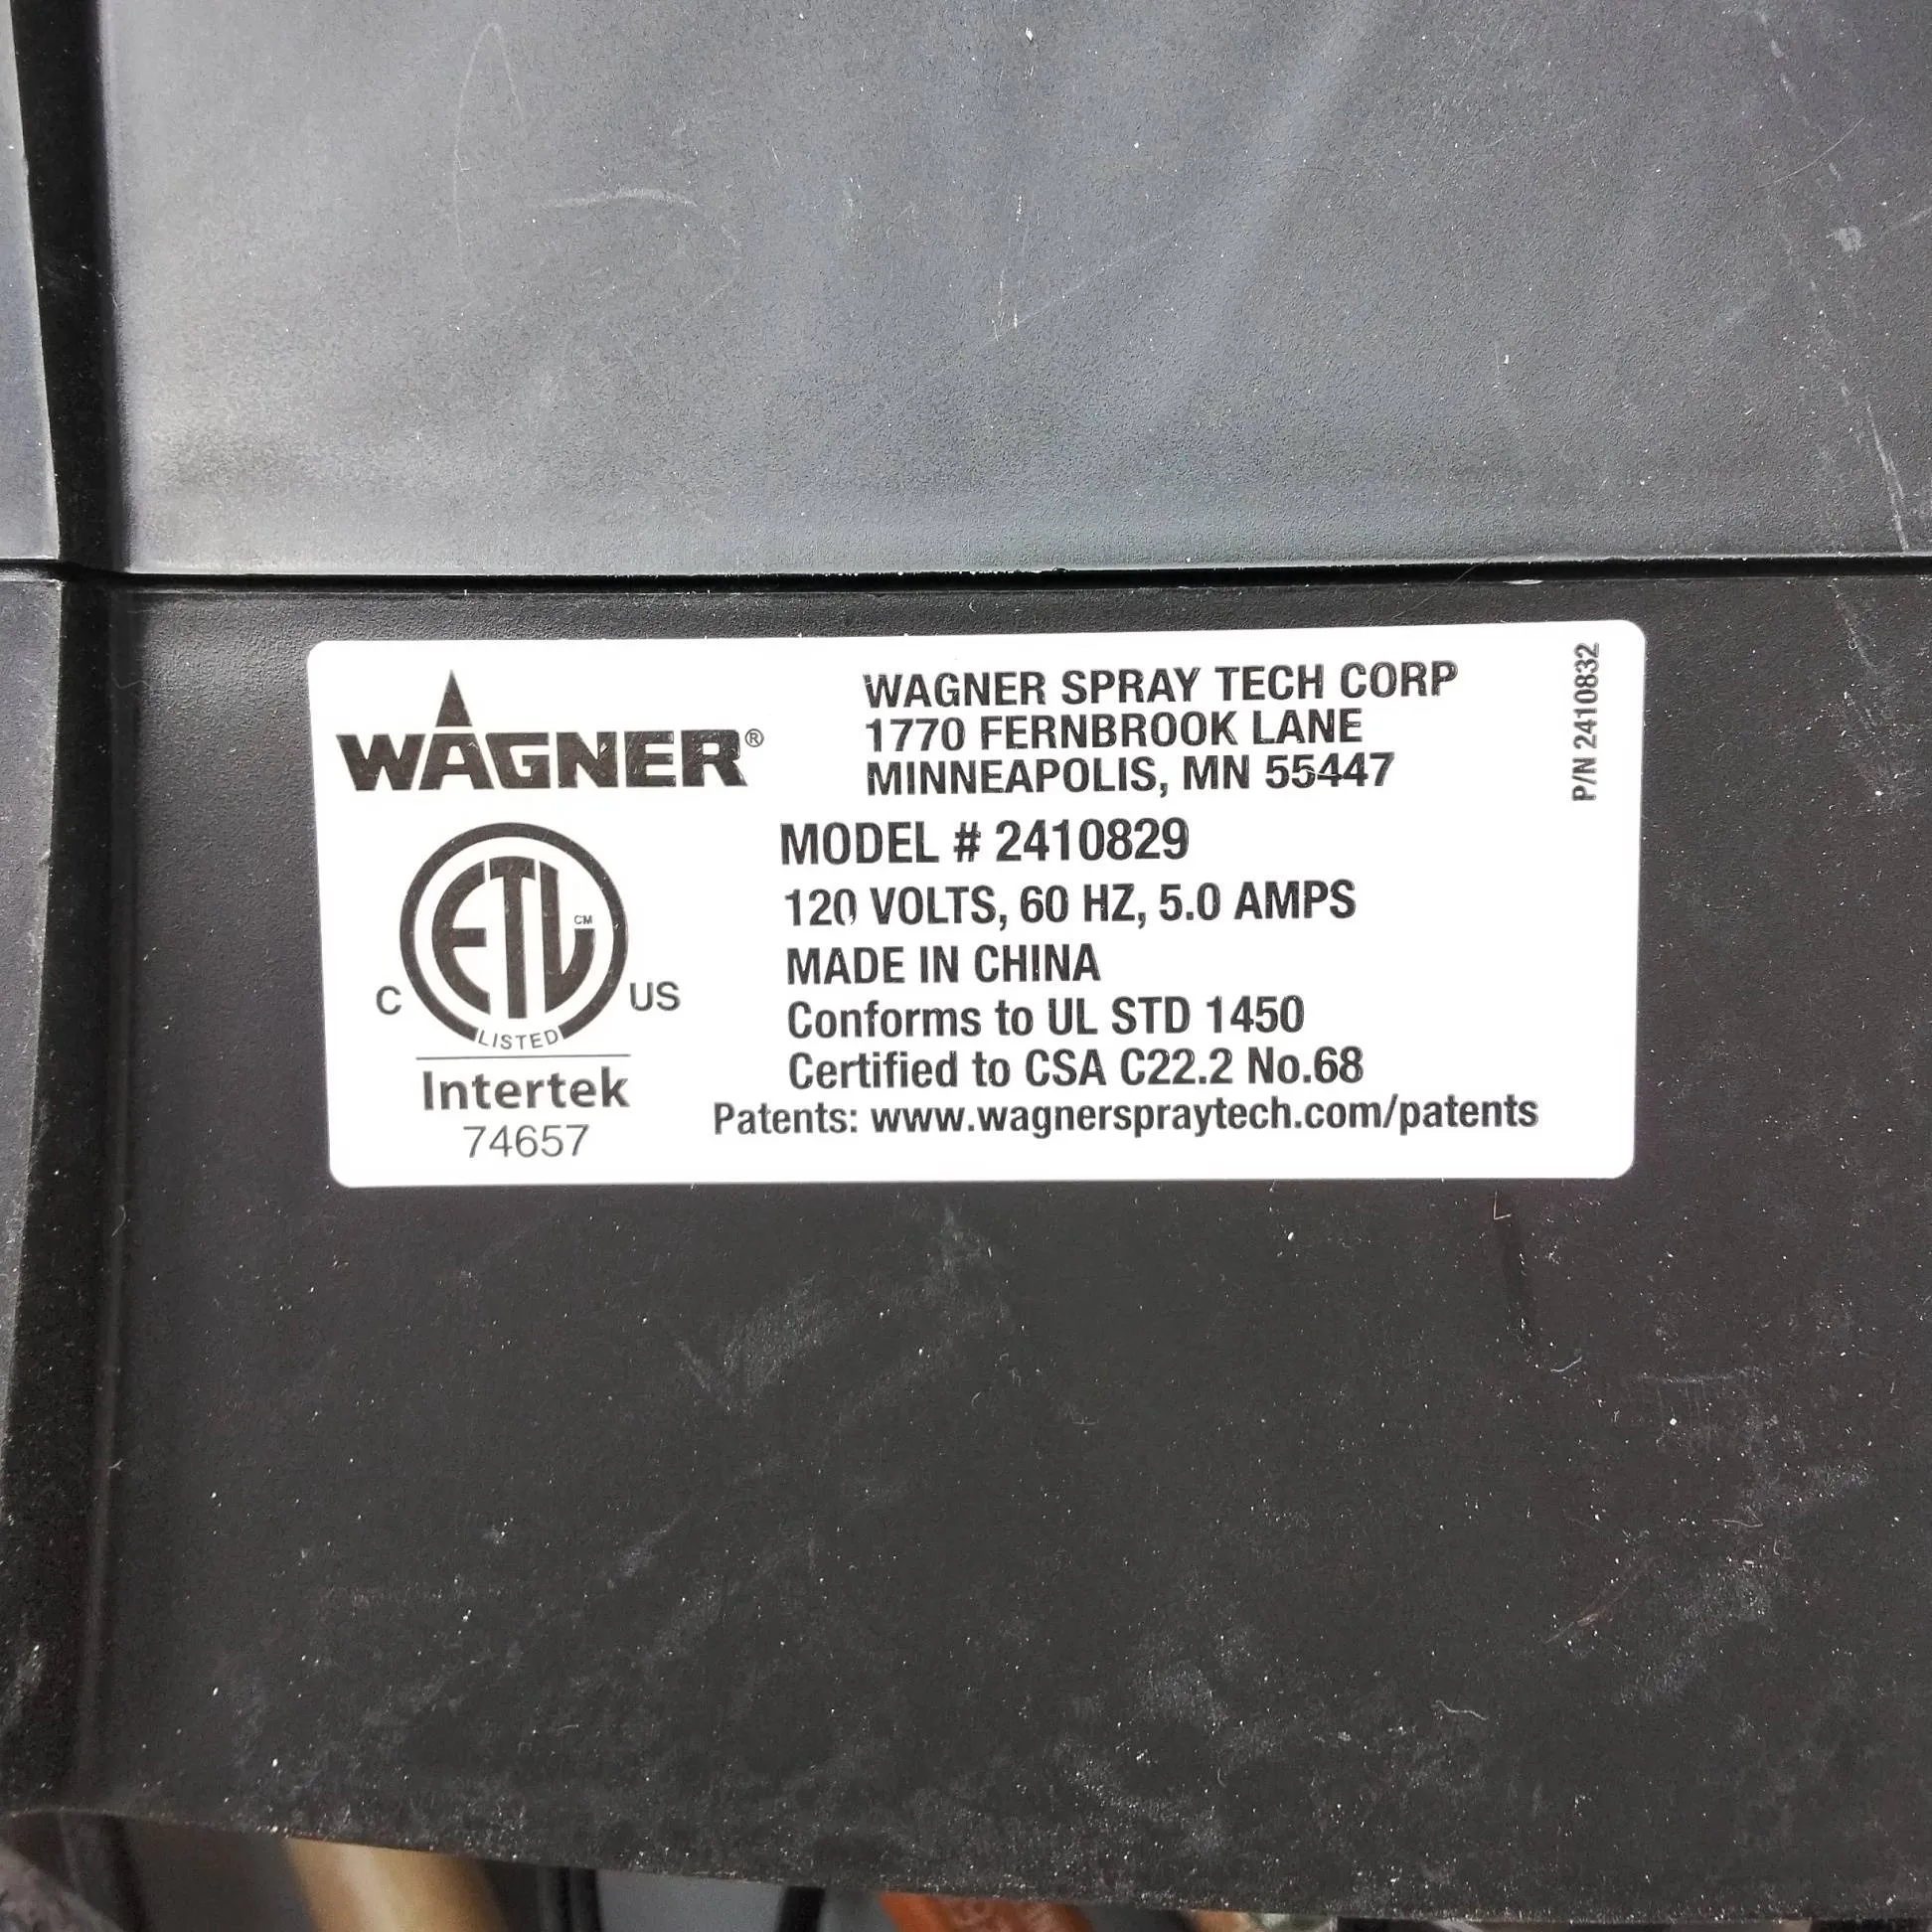 WAGNER®
WAGNER SPRAY TECH CORP
1770 FERNBROOK LANE
MINNEAPOLIS, MN 55447
P/N 2410832
MODEL # 2410829
120 VOLTS, 60 HZ, 5.0 AMPS
MADE IN CHINA
Conforms to UL STD 1450
Certified to CSA C22.2 No.68
Patents: www.wagnerspraytech.com/patents
ETL CM
C US
LISTED
Intertek
74657